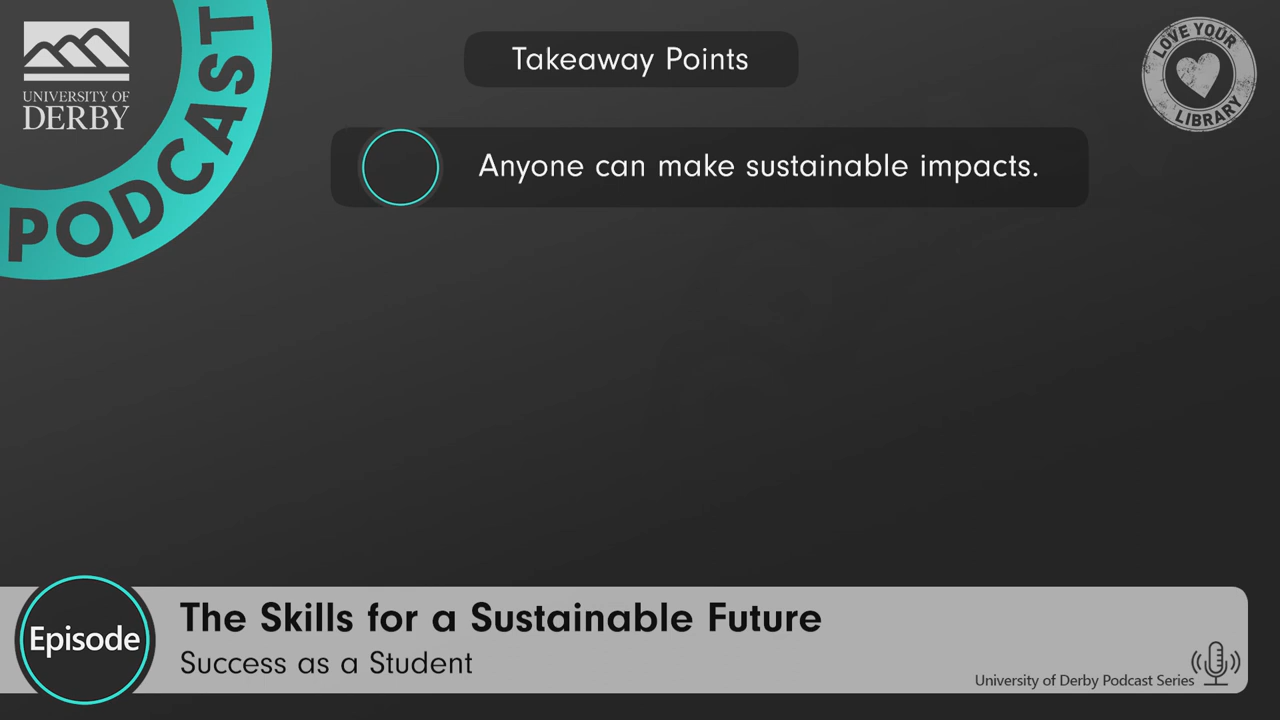 UNIVERSITY OF
DERBY
PODCAST
Takeaway Points
LOVE YOUR
LIBRARY
Anyone can make sustainable impacts.
Episode
The Skills for a Sustainable Future
Success as a Student
University of Derby Podcast Series